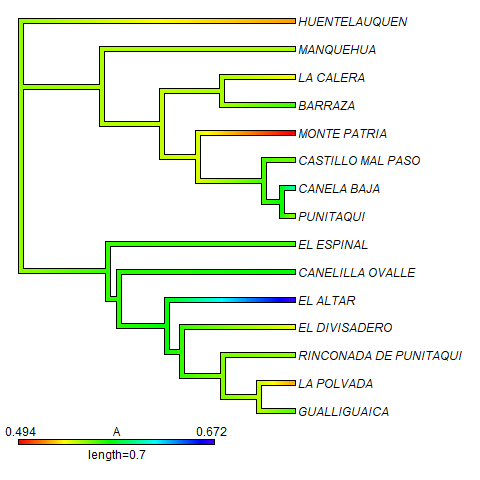 HUENTELAUQUEN
MANQUEHUA
LA CALERA
BARRAZA
MONTE PATRIA
CASTILLO MAL PASO
CANELA BAJA
PUNITAQUI
EL ESPINAL
CANELILLA OVALLE
EL ALTAR
EL DIVISADERO
RINCONADA DE PUNITAQUI
LA POLVADA
GUALLIGUAICA
0.494 A 0.672
length=0.7